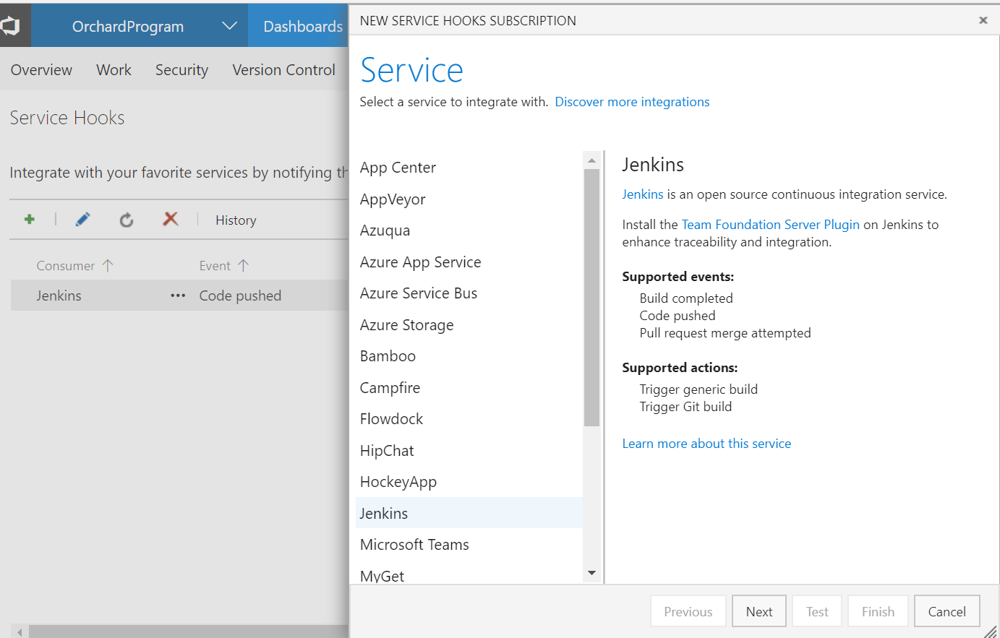 OrchardProgram
Dashboards
Overview
Work
Security
Version Control
Service Hooks
Integrate with your favorite services by notifying
History
Consumer
Event
Jenkins
••• Code pushed
NEW SERVICE HOOKS SUBSCRIPTION
Service
Select a service to integrate with. Discover more integrations
App Center
AppVeyor
Azuqua
Azure App Service
Azure Service Bus
Azure Storage
Bamboo
Campfire
Flowdock
HipChat
HockeyApp
Jenkins
Microsoft Teams
MyGet
Jenkins
Jenkins is an open source continuous integration service.
Install the Team Foundation Server Plugin on Jenkins to
enhance traceability and integration.
Supported events:
Build completed
Code pushed
Pull request merge attempted
Supported actions:
Trigger generic build
Trigger Git build
Learn more about this service
Previous
Next
Test
Finish
Cancel